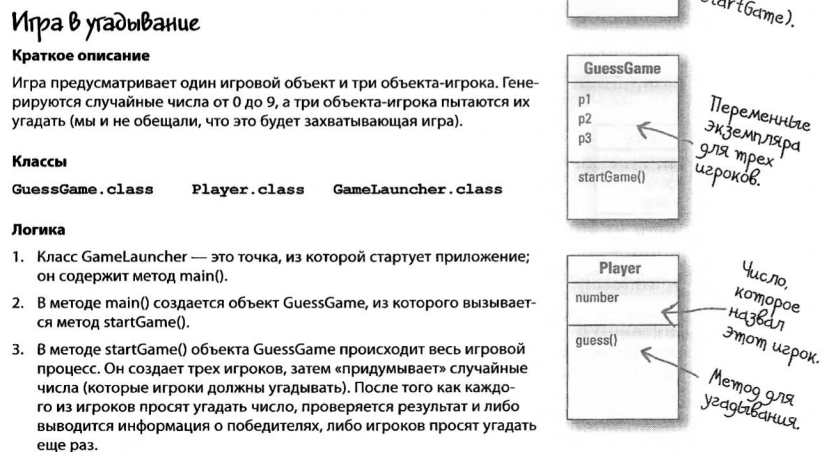 Игра в угадывание
Краткое описание
Игра предусматривает один игровой объект и три объекта-игрока. Гене-
рируются случайные числа от 0 до 9, а три объекта-игрока пытаются их
угадать (мы и не обещали, что это будет захватывающая игра).
Классы
GuessGame.class Player.class GameLauncher.class
Логика
1. Класс GameLauncher — это точка, из которой стартует приложение;
он содержит метод main().
2. В методе main() создается объект GuessGame, из которого вызывает-
ся метод startGame().
3. В методе startGame() объекта GuessGame происходит весь игровой
процесс. Он создает трех игроков, затем «придумывает» случайные
числа (которые игроки должны угадывать). После того как каждо-
го из игроков просят угадать число, проверяется результат и либо
выводится информация о победителях, либо игроков просят угадать
еще раз.
startGame).
GuessGame
p1
p2
p3
startGame()
Переменные
экземпляра
для трех
игроков.
Player
number
guess()
Число,
которое
назвал
этот игрок.
Метод для
угадывания.